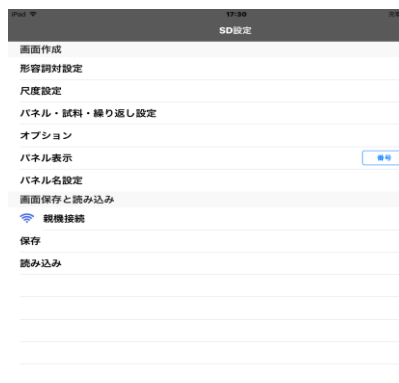 iPad 17:30
SD設定
画面作成
形容詞対設定
尺度設定
パネル・試料・繰り返し設定
オプション
パネル表示 番号
パネル名設定
画面保存と読み込み
親機接続
保存
読み込み